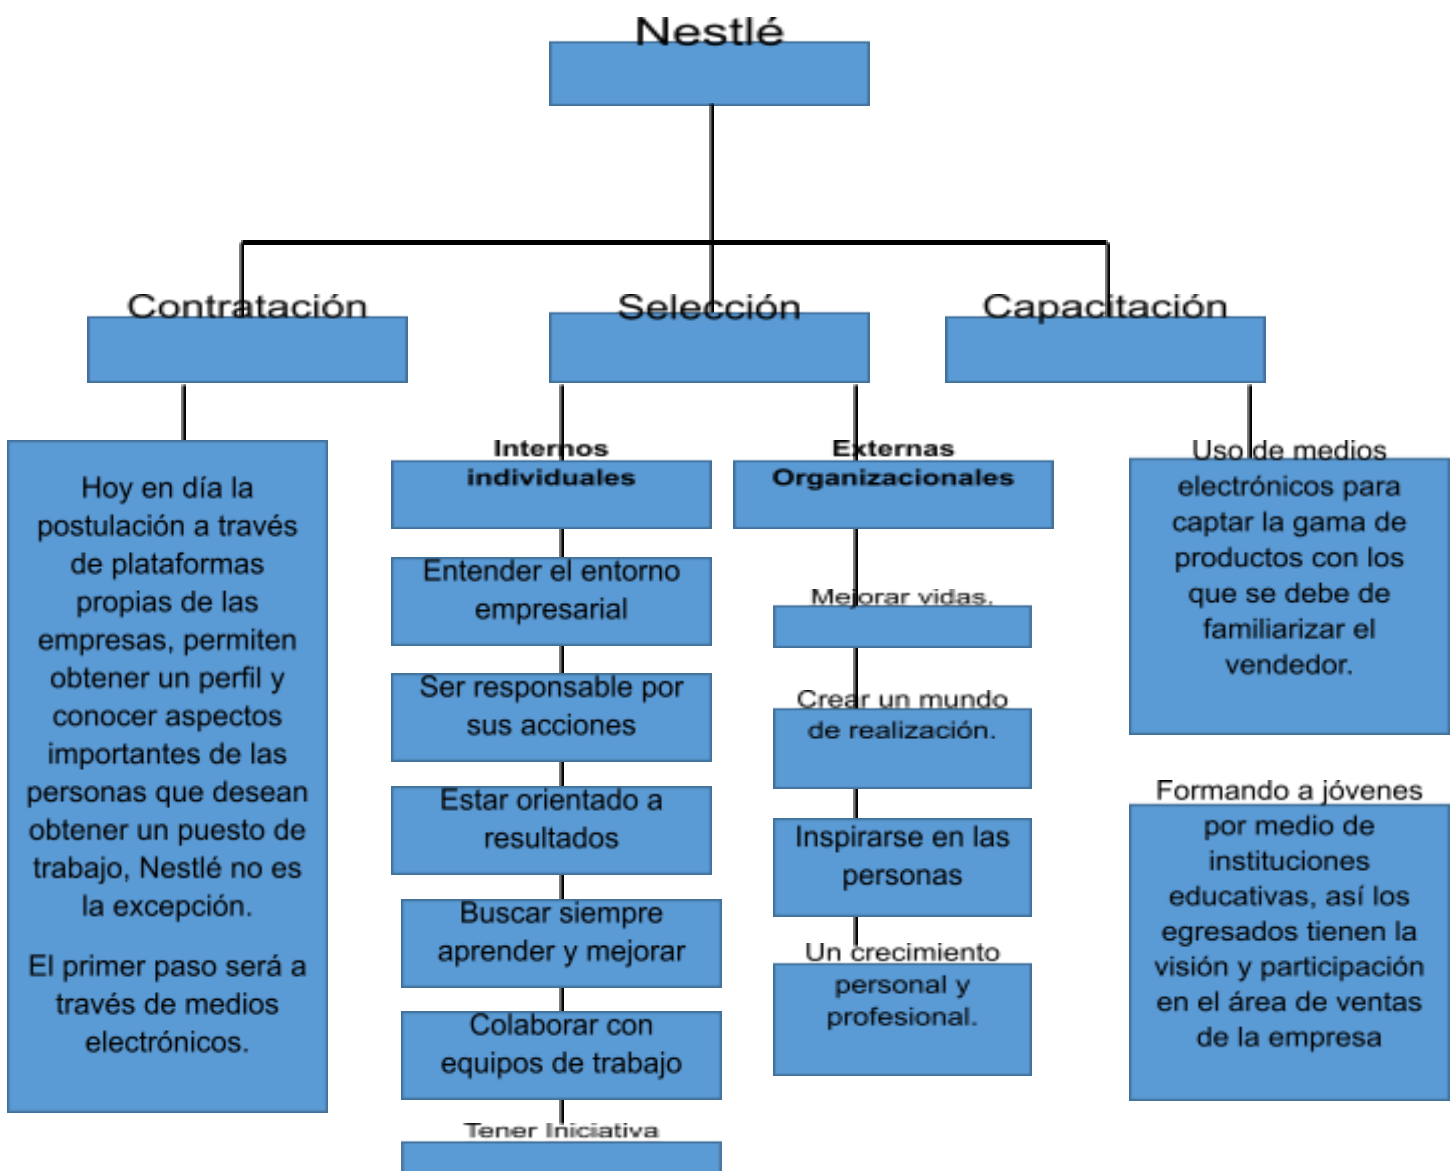 Nestlé
Contratación
Selección
Capacitación
Hoy en día la
postulación a través
de plataformas
propias de las
empresas, permiten
obtener un perfil y
conocer aspectos
importantes de las
personas que desean
obtener un puesto de
trabajo, Nestlé no es
la excepción.
El primer paso será a
través de medios
electrónicos.
Internos
individuales
Entender el entorno
empresarial
Ser responsable por
sus acciones
Estar orientado a
resultados
Buscar siempre
aprender y mejorar
Colaborar con
equipos de trabajo
Tener Iniciativa
Externas
Organizacionales
Mejorar vidas.
Crear un mundo
de realización.
Inspirarse en las
personas
Un crecimiento
personal y
profesional.
Uso de medios
electrónicos para
captar la gama de
productos con los
que se debe de
familiarizar el
vendedor.
Formando a jóvenes
por medio de
instituciones
educativas, así los
egresados tienen la
visión y participación
en el área de ventas
de la empresa